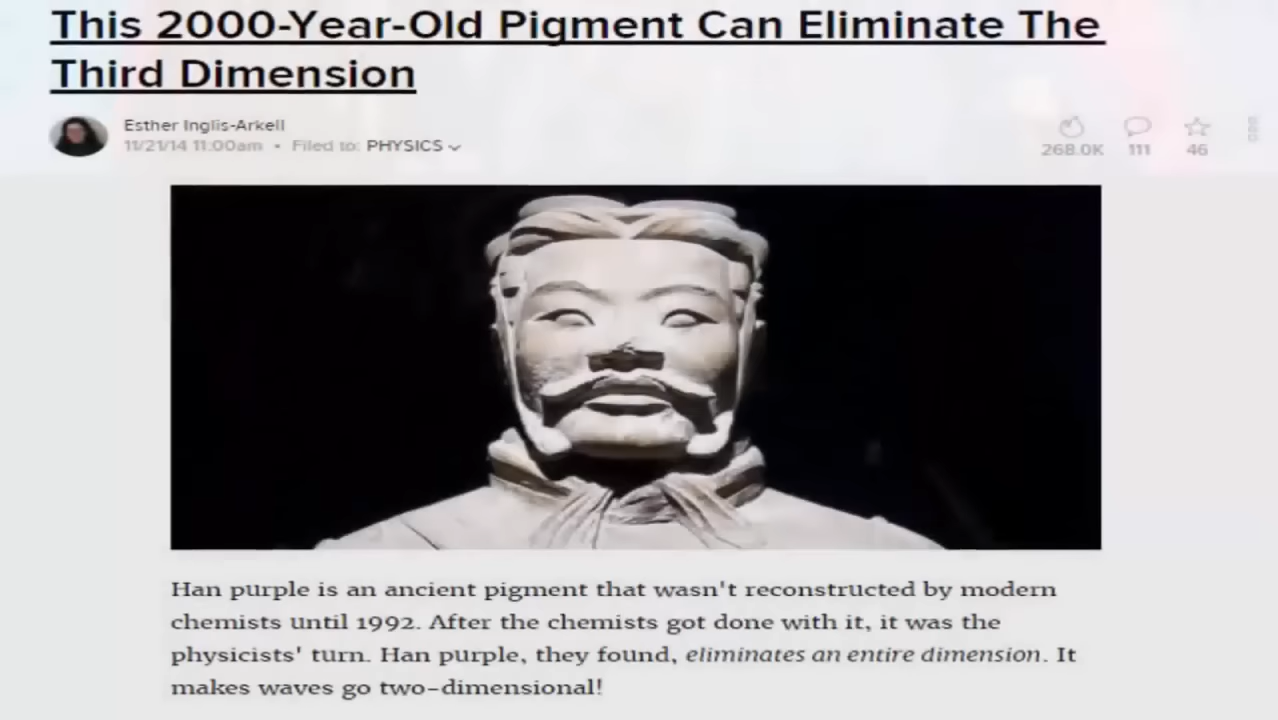 This 2000-Year-Old Pigment Can Eliminate The
Third Dimension
Esther Inglis-Arkell
11/21/14 11:00am • Filed to: PHYSICS
268.0K 111 46
Han purple is an ancient pigment that wasn't reconstructed by modern
chemists until 1992. After the chemists got done with it, it was the
physicists' turn. Han purple, they found, eliminates an entire dimension. It
makes waves go two-dimensional!